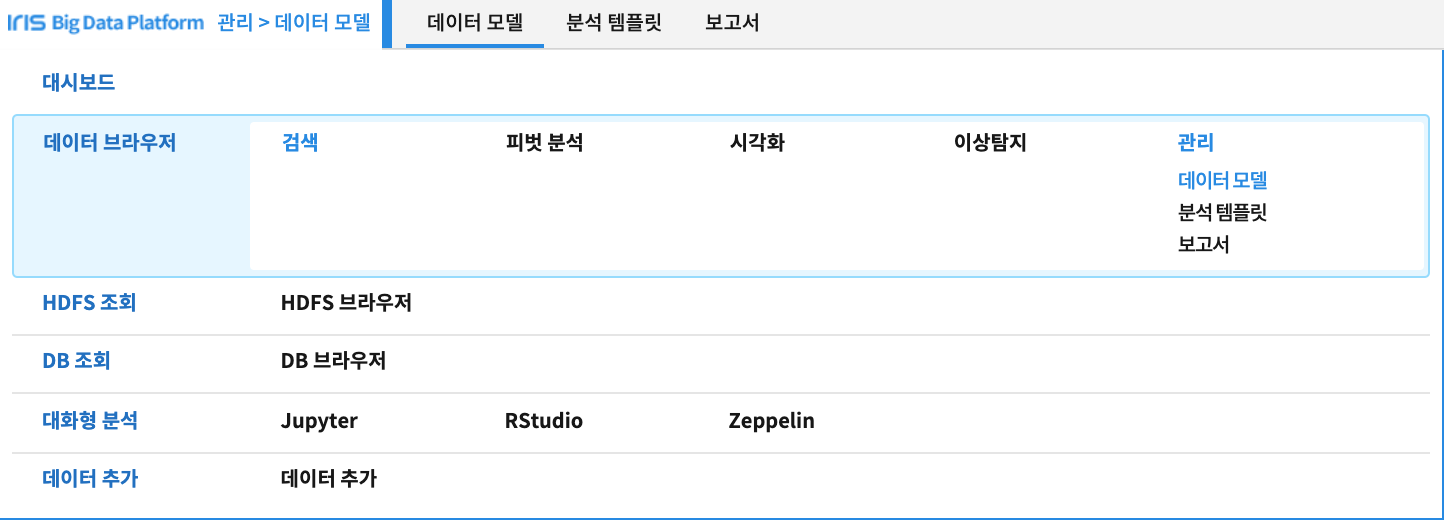 IRIS Big Data Platform 관리 > 데이터 모델 데이터 모델 분석 템플릿 보고서
대시보드
데이터 브라우저 검색 피벗 분석 시각화 이상탐지 관리
데이터 모델
분석 템플릿
보고서
HDFS 조회 HDFS 브라우저
DB 조회 DB 브라우저
대화형 분석 Jupyter RStudio Zeppelin
데이터 추가 데이터 추가